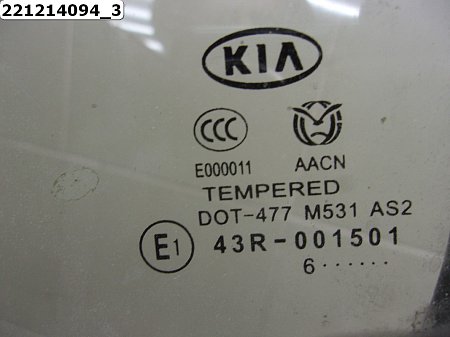 221214094_3
KIA
CCC
E000011 AACN
TEMPERED
DOT-477 M531 AS2
E1 43R-001501
6······